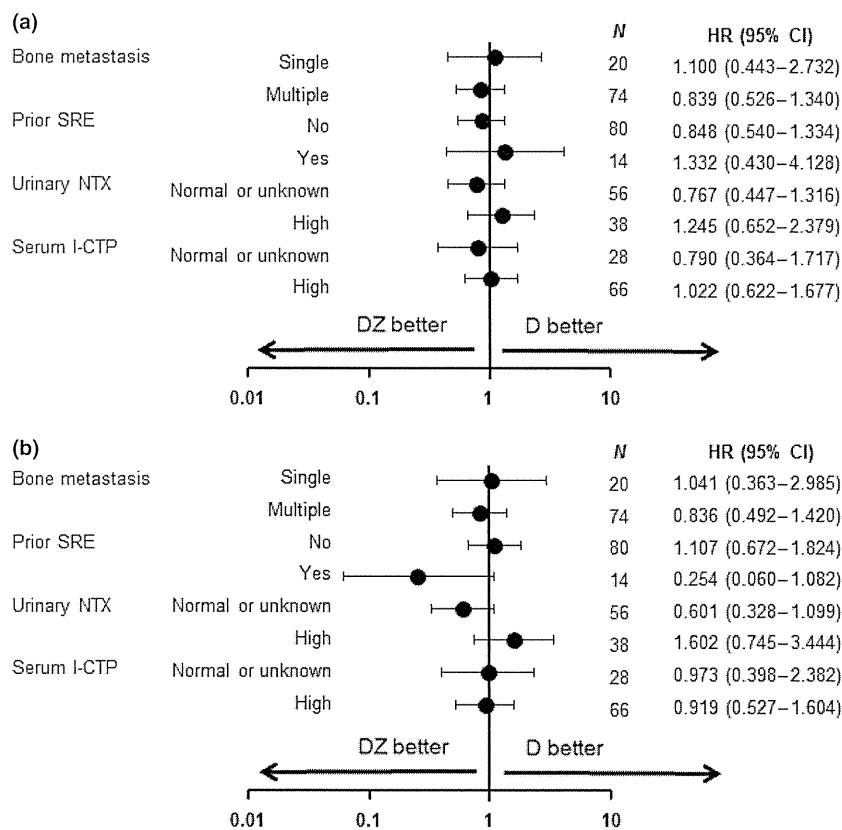 (a)
N HR (95% CI)
Bone metastasis Single 20 1.100 (0.443–2.732)
Multiple 74 0.839 (0.526–1.340)
Prior SRE No 80 0.848 (0.540–1.334)
Yes 14 1.332 (0.430–4.128)
Urinary NTX Normal or unknown 56 0.767 (0.447–1.316)
High 38 1.245 (0.652–2.379)
Serum I-CTP Normal or unknown 28 0.790 (0.364–1.717)
High 66 1.022 (0.622–1.677)
DZ better D better
0.01 0.1 1 10
(b)
N HR (95% CI)
Bone metastasis Single 20 1.041 (0.363–2.985)
Multiple 74 0.836 (0.492–1.420)
Prior SRE No 80 1.107 (0.672–1.824)
Yes 14 0.254 (0.060–1.082)
Urinary NTX Normal or unknown 56 0.601 (0.328–1.099)
High 38 1.602 (0.745–3.444)
Serum I-CTP Normal or unknown 28 0.973 (0.398–2.382)
High 66 0.919 (0.527–1.604)
DZ better D better
0.01 0.1 1 10